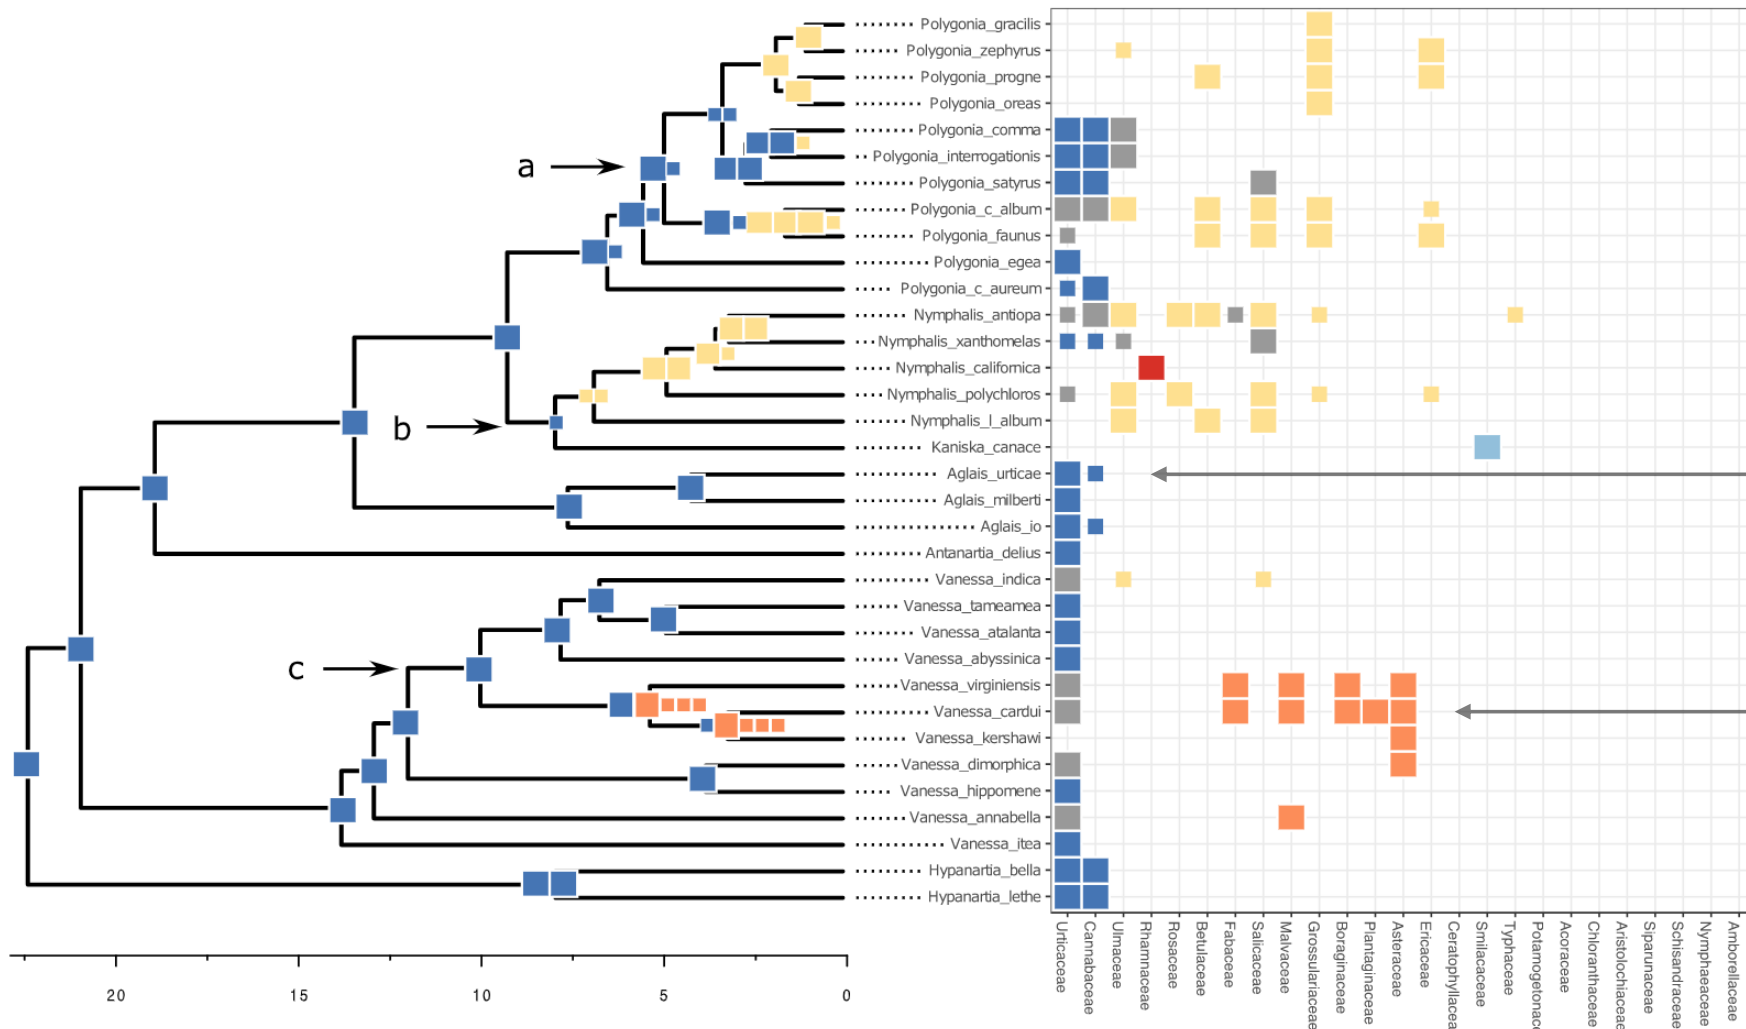 Polygonia_gracilis
Polygonia_zephyrus
Polygonia_progne
Polygonia_oreas
Polygonia_comma
a
Polygonia_interrogationis
Polygonia_satyrus
Polygonia_c_album
Polygonia_faunus
Polygonia_egea
Polygonia_c_aureum
Nymphalis_antiopa
Nymphalis_xanthomelas
Nymphalis_californica
Nymphalis_polychloros
b
Nymphalis_l_album
Kaniska_canace
Aglais_urticae
Aglais_milberti
Aglais_io
Antanartia_delius
Vanessa_indica
Vanessa_tameamea
Vanessa_atalanta
Vanessa_abyssinica
c
Vanessa_virginiensis
Vanessa_cardui
Vanessa_kershawi
Vanessa_dimorphica
Vanessa_hippomene
Vanessa_annabella
Vanessa_itea
Hypanartia_bella
Hypanartia_lethe
Urticaceae
Cannabaceae
Ulmaceae
Rhamnaceae
Rosaceae
Betulaceae
Fabaceae
Salicaceae
Malvaceae
Grossulariaceae
Boraginaceae
Plantaginaceae
Asteraceae
Ericaceae
Ceratophyllacea
Smilacaceae
Typhaceae
Potamogetonac
Acoraceae
Chloranthaceae
Aristolochiaceae
Siparunaceae
Schisandraceae
Nymphaeaceae
Amborellaceae
20 15 10 5 0